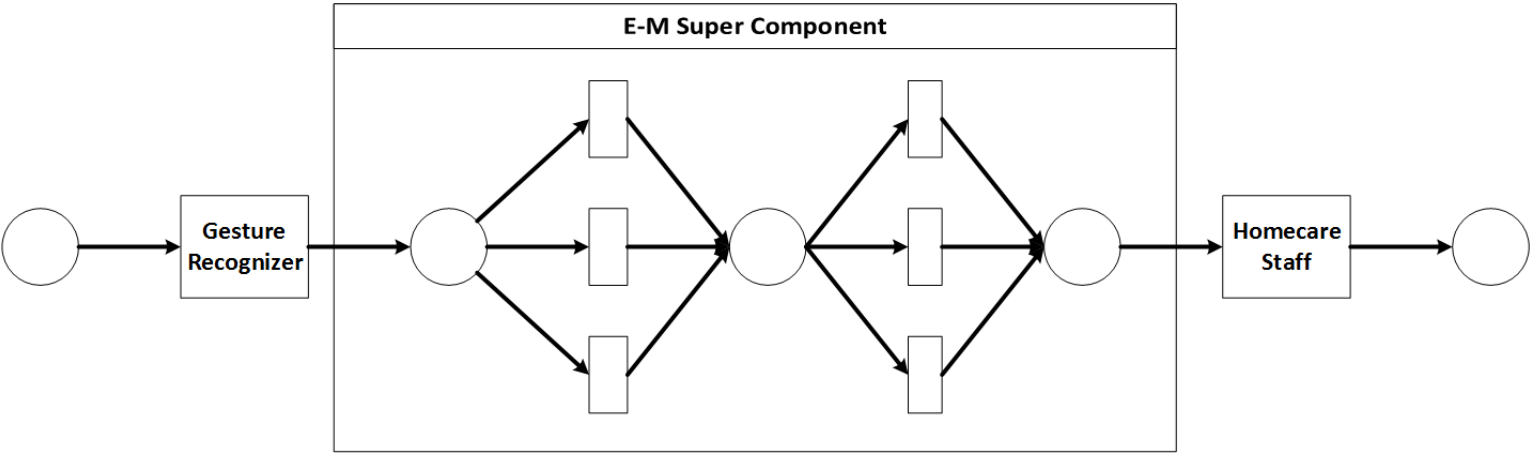 E-M Super Component
Gesture
Recognizer
Homecare
Staff